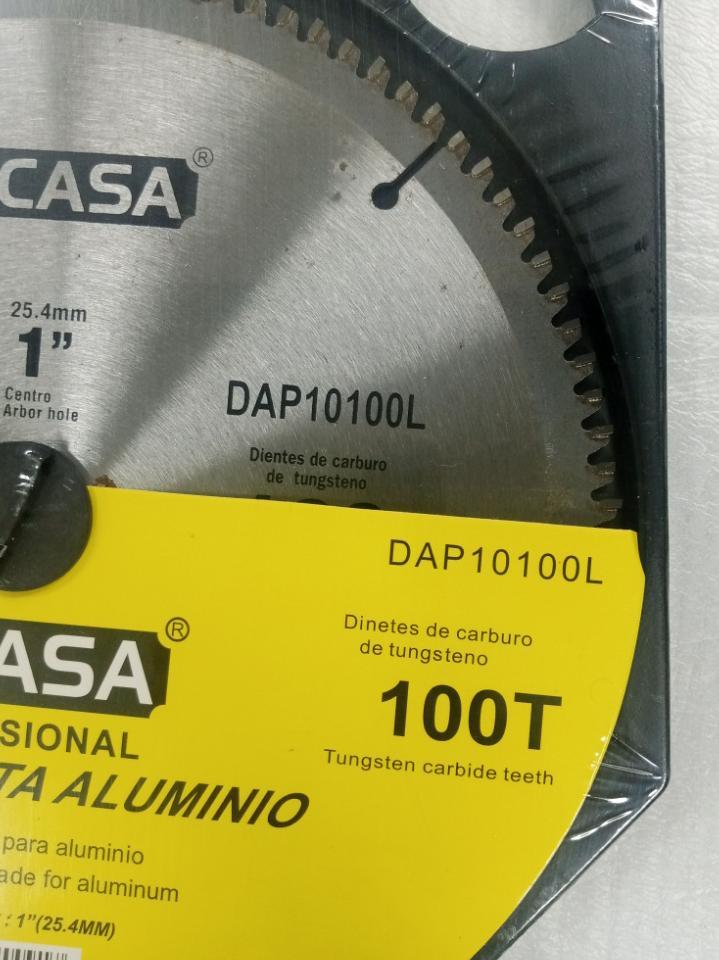 CASA®
25.4mm
1”
Centro
Arbor hole
DAP10100L
Dientes de carburo
de tungsteno
DAP10100L
Dinetes de carburo
de tungsteno
100T
Tungsten carbide teeth
ASA®
SIONAL
TA ALUMINIO
para aluminio
ade for aluminum
: 1”(25.4MM)